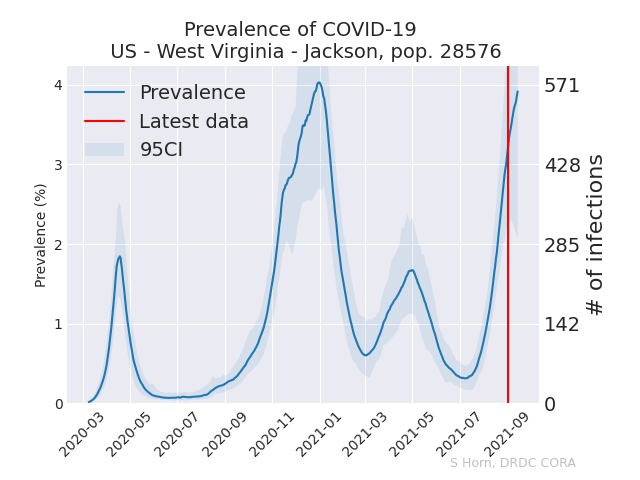 Prevalence of COVID-19
US - West Virginia - Jackson, pop. 28576
Prevalence
Latest data
95CI
Prevalence (%)
4
3
2
1
0
571
428
285
142
0
# of infections
2020-03
2020-05
2020-07
2020-09
2020-11
2021-01
2021-03
2021-05
2021-07
2021-09
S Horn, DRDC CORA